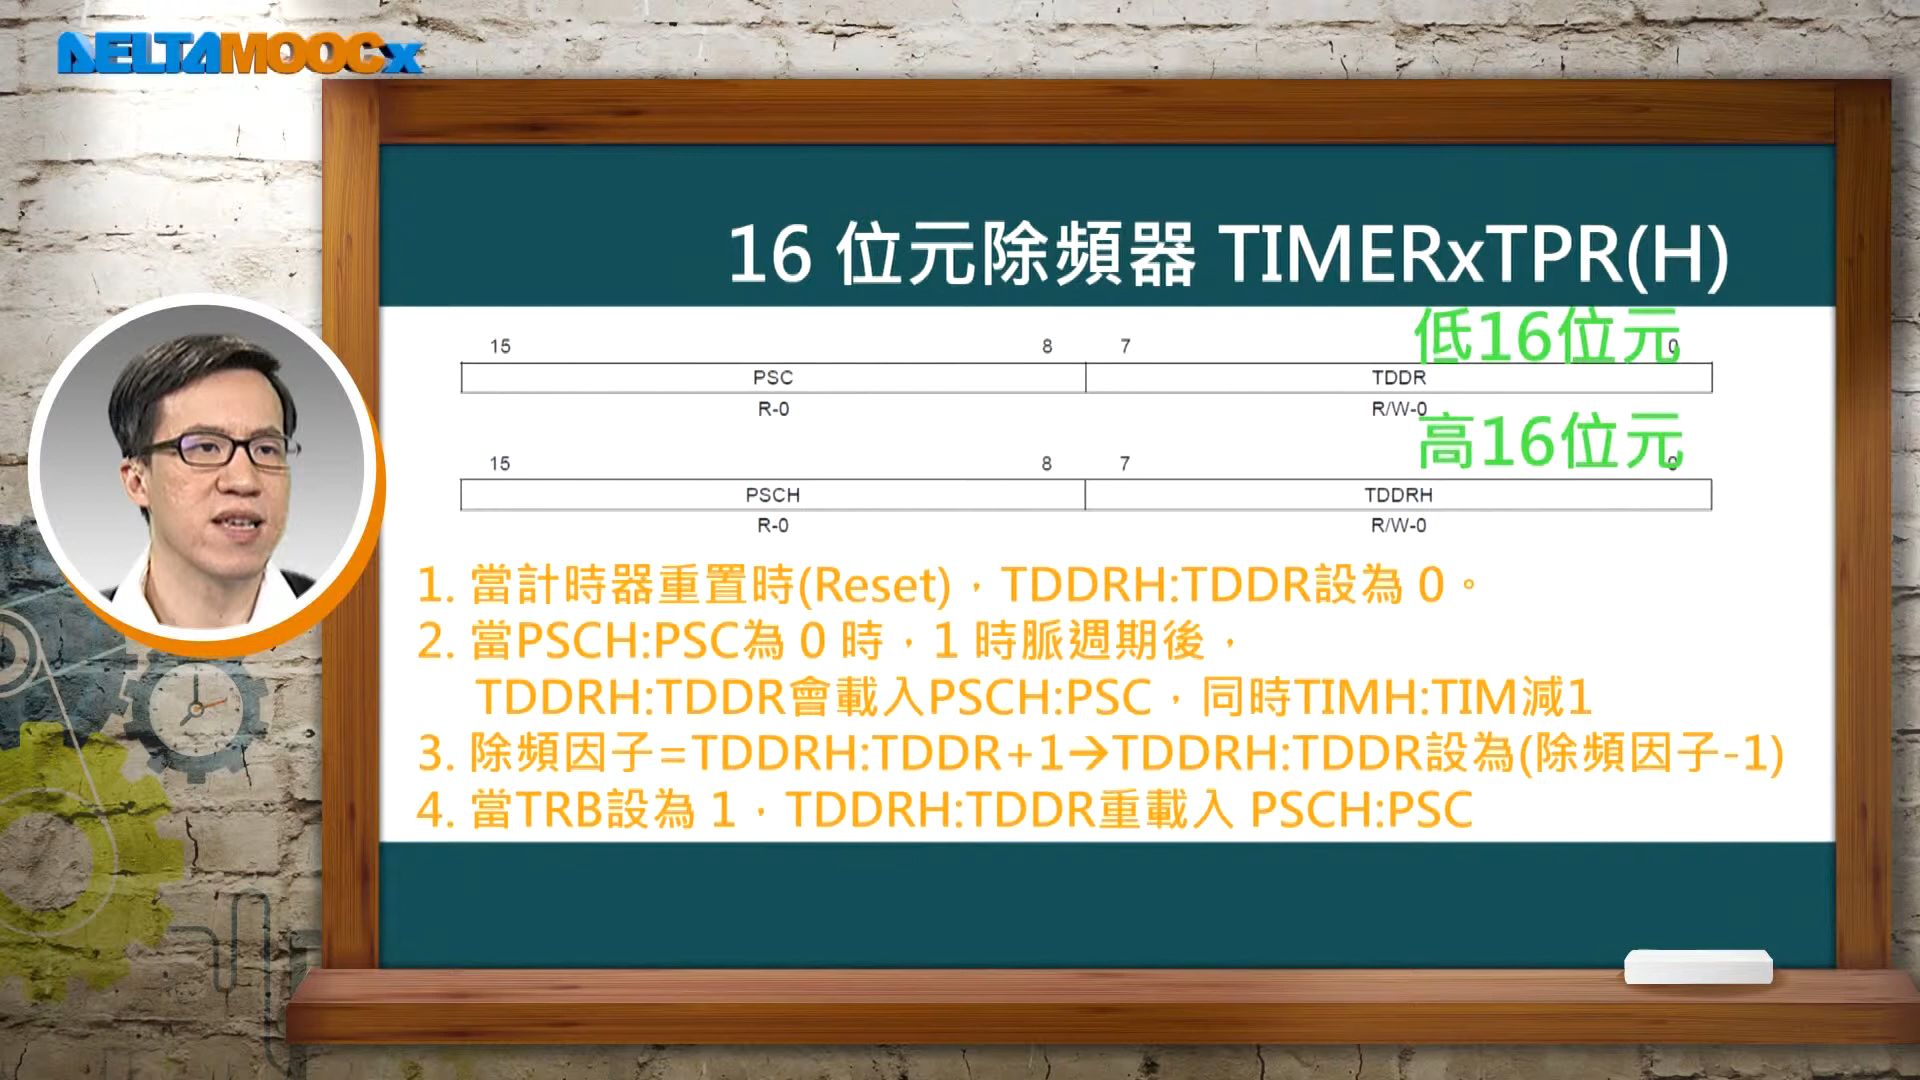 DELTAMOOCx
16 位元除頻器 TIMERxTPR(H)
低16位元
15 8 7 0
PSC TDDR
R-0 R/W-0
高16位元
15 8 7 0
PSCH TDDRH
R-0 R/W-0
1. 當計時器重置時(Reset)，TDDRH:TDDR設為 0。
2. 當PSCH:PSC為 0 時，1 時脈週期後，
TDDRH:TDDR會載入PSCH:PSC，同時TIMH:TIM減1
3. 除頻因子=TDDRH:TDDR+1→TDDRH:TDDR設為(除頻因子-1)
4. 當TRB設為 1，TDDRH:TDDR重載入 PSCH:PSC